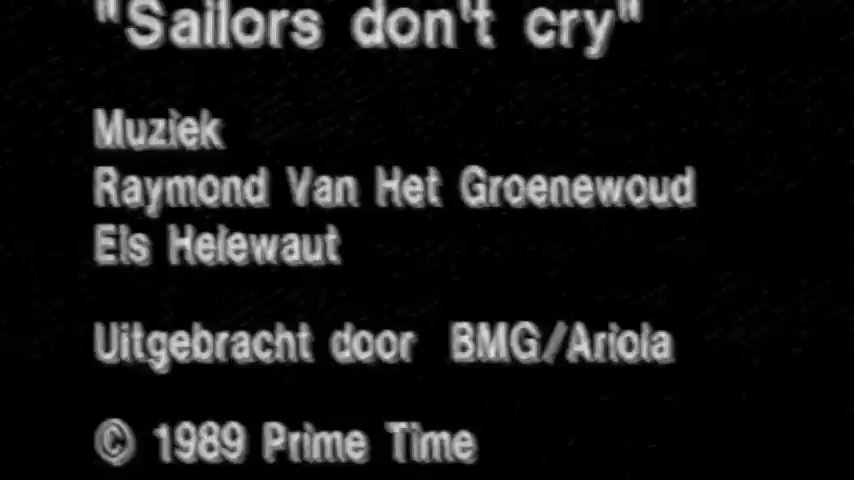 "Sailors don't cry"
Muziek
Raymond Van Het Groenewoud
Els Helewaut
Uitgebracht door BMG/Ariola
© 1989 Prime Time